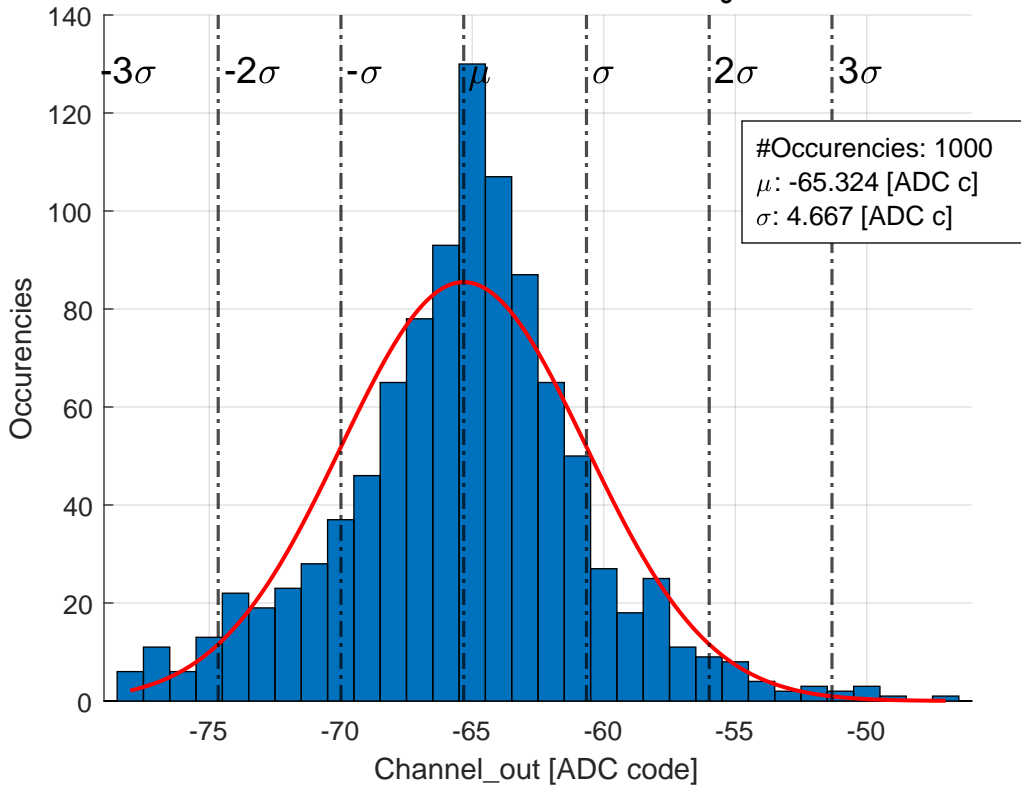 140
120
100
80
60
40
20
0
-3σ -2σ -σ μ σ 2σ 3σ
#Occurencies: 1000
μ: -65.324 [ADC c]
σ: 4.667 [ADC c]
Occurencies
-75 -70 -65 -60 -55 -50
Channel_out [ADC code]